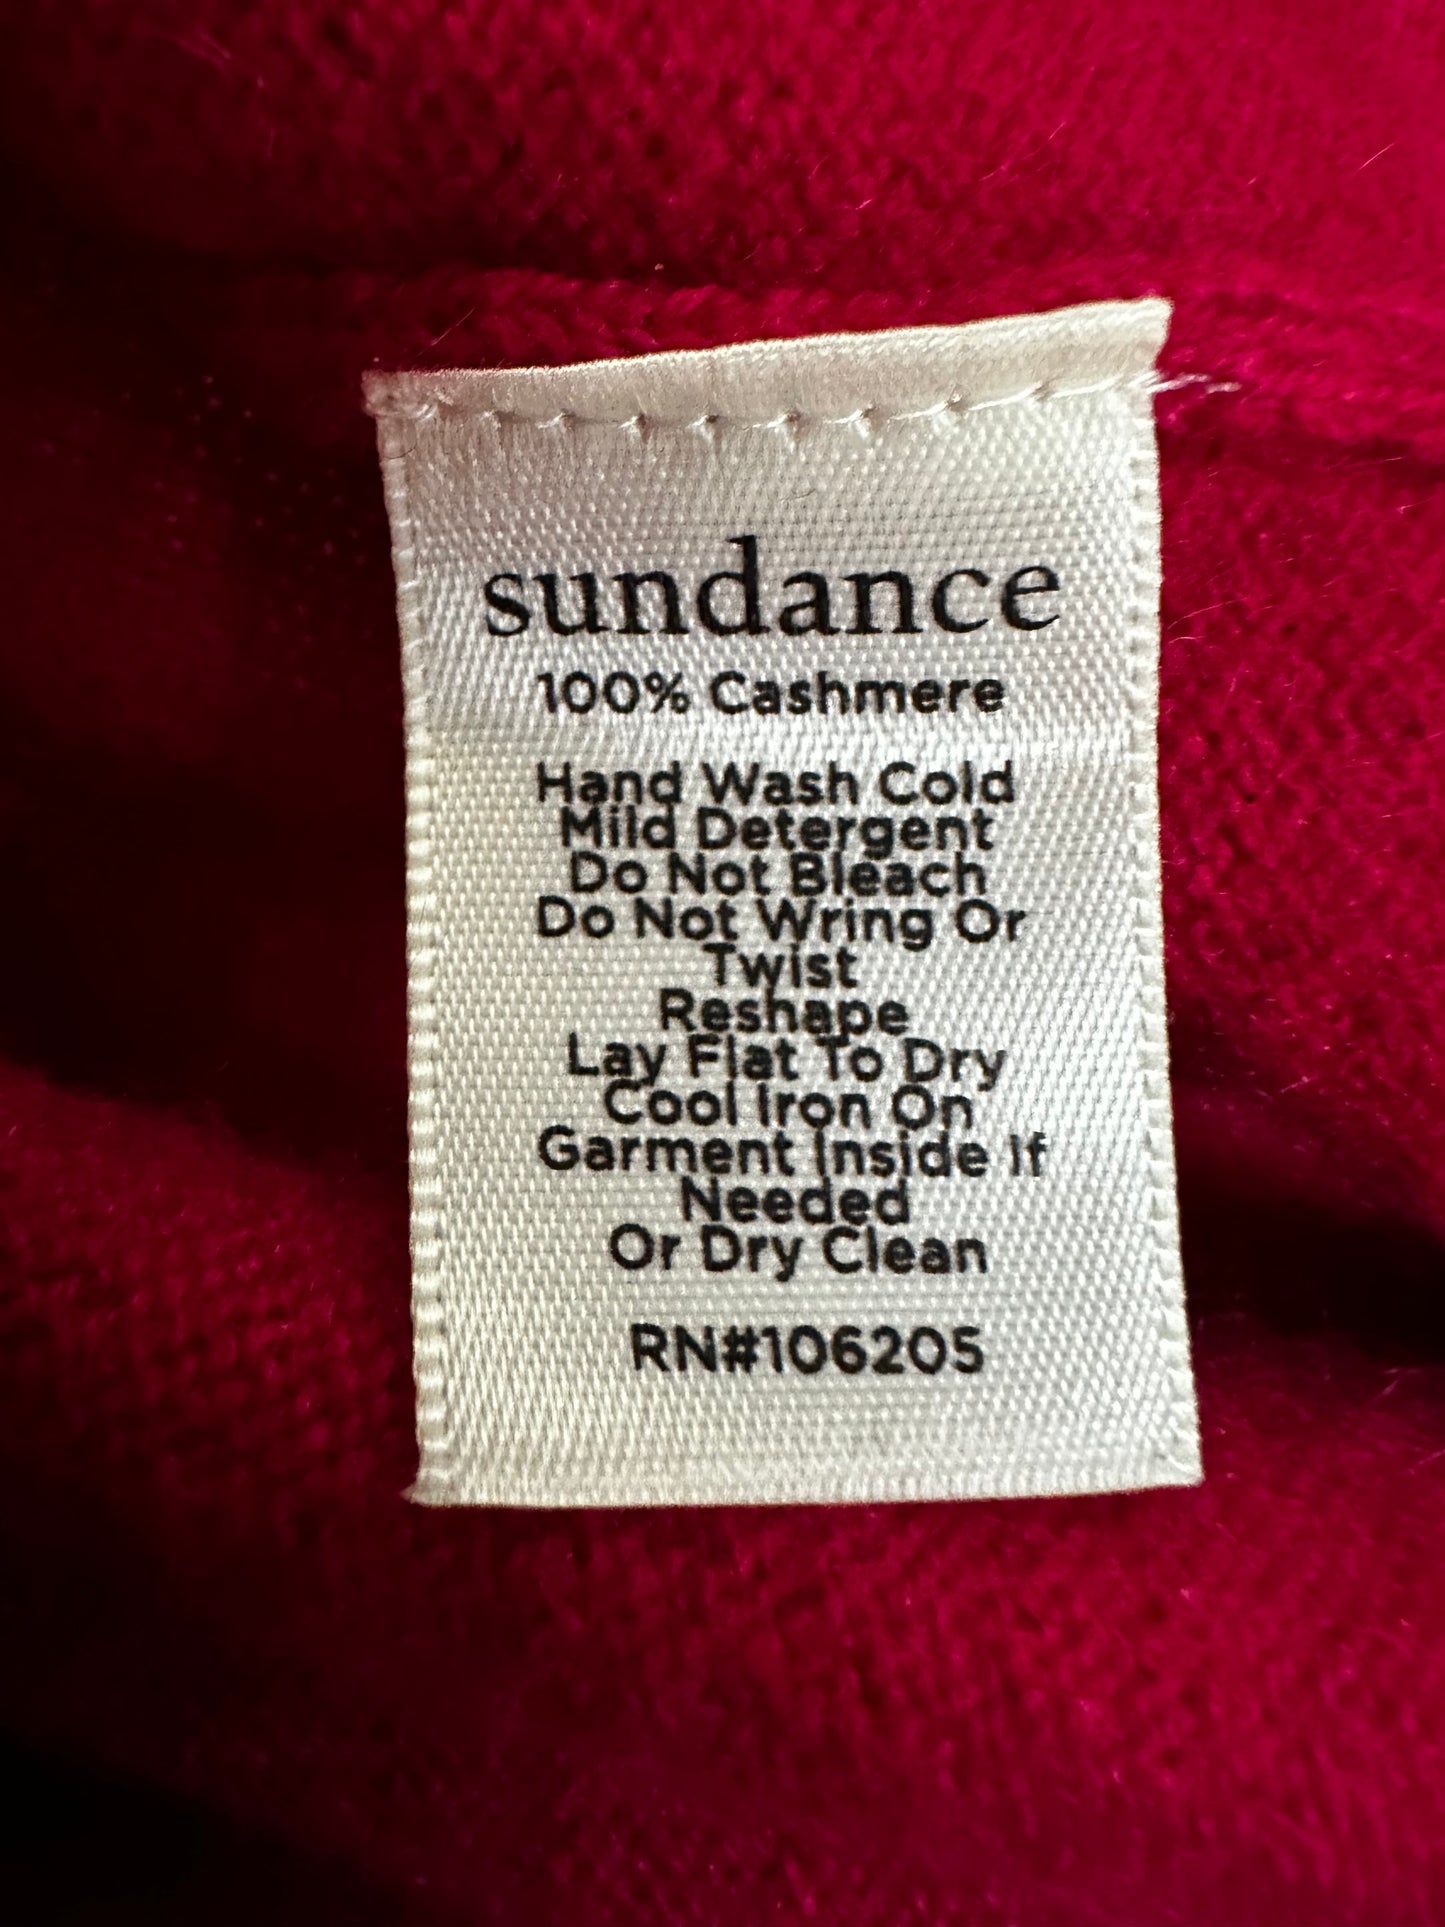 sundance
100% Cashmere
Hand Wash Cold
Mild Detergent
Do Not Bleach
Do Not Wring Or
Twist
Reshape
Lay Flat To Dry
Cool Iron On
Garment Inside If
Needed
Or Dry Clean
RN#106205